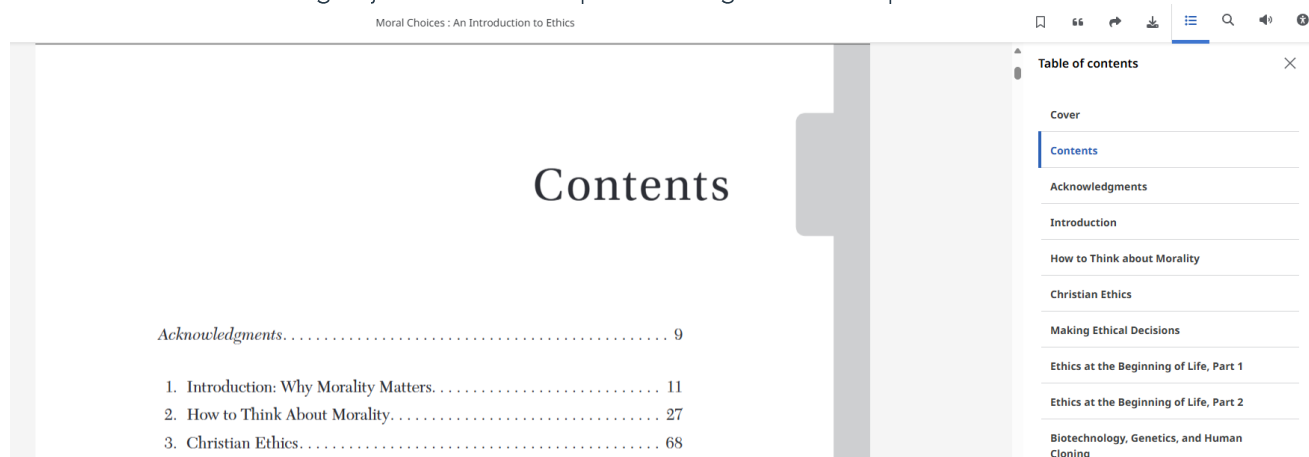 Moral Choices : An Introduction to Ethics
Contents
Acknowledgments. . . . . . . . . . . . . . . . . . . . . . . . . . . . . . . . . . . . . . . . . . . . . . . 9
1. Introduction: Why Morality Matters. . . . . . . . . . . . . . . . . . . . . . . . . . . . 11
2. How to Think About Morality. . . . . . . . . . . . . . . . . . . . . . . . . . . . . . . . . 27
3. Christian Ethics. . . . . . . . . . . . . . . . . . . . . . . . . . . . . . . . . . . . . . . . . . . . 68
Table of contents
Cover
Contents
Acknowledgments
Introduction
How to Think about Morality
Christian Ethics
Making Ethical Decisions
Ethics at the Beginning of Life, Part 1
Ethics at the Beginning of Life, Part 2
Biotechnology, Genetics, and Human
Cloning